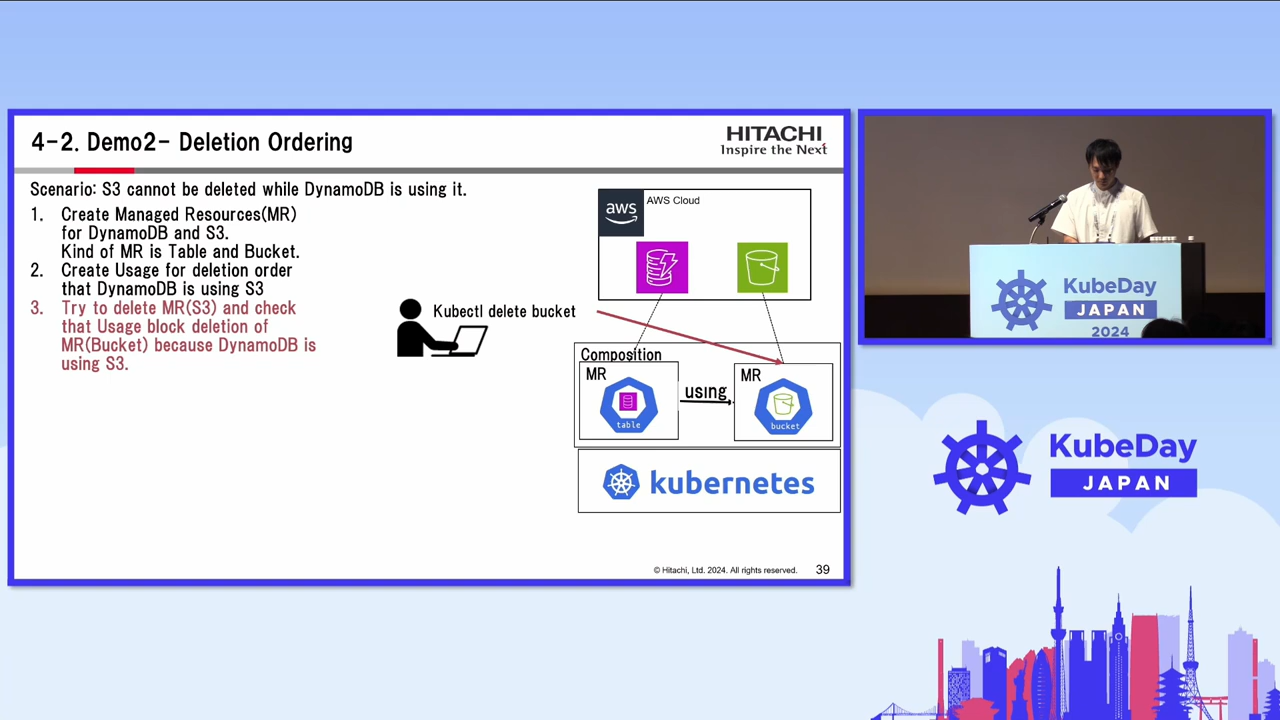 4-2. Demo2- Deletion Ordering
HITACHI
Inspire the Next
Scenario: S3 cannot be deleted while DynamoDB is using it.
1. Create Managed Resources(MR)
for DynamoDB and S3.
Kind of MR is Table and Bucket.
2. Create Usage for deletion order
that DynamoDB is using S3
3. Try to delete MR(S3) and check
that Usage block deletion of
MR(Bucket) because DynamoDB is
using S3.
Kubectl delete bucket
aws
AWS Cloud
Composition
MR
table
using
MR
bucket
kubernetes
© Hitachi, Ltd. 2024. All rights reserved.
39
KubeDay
JAPAN
2024
KubeDay
JAPAN